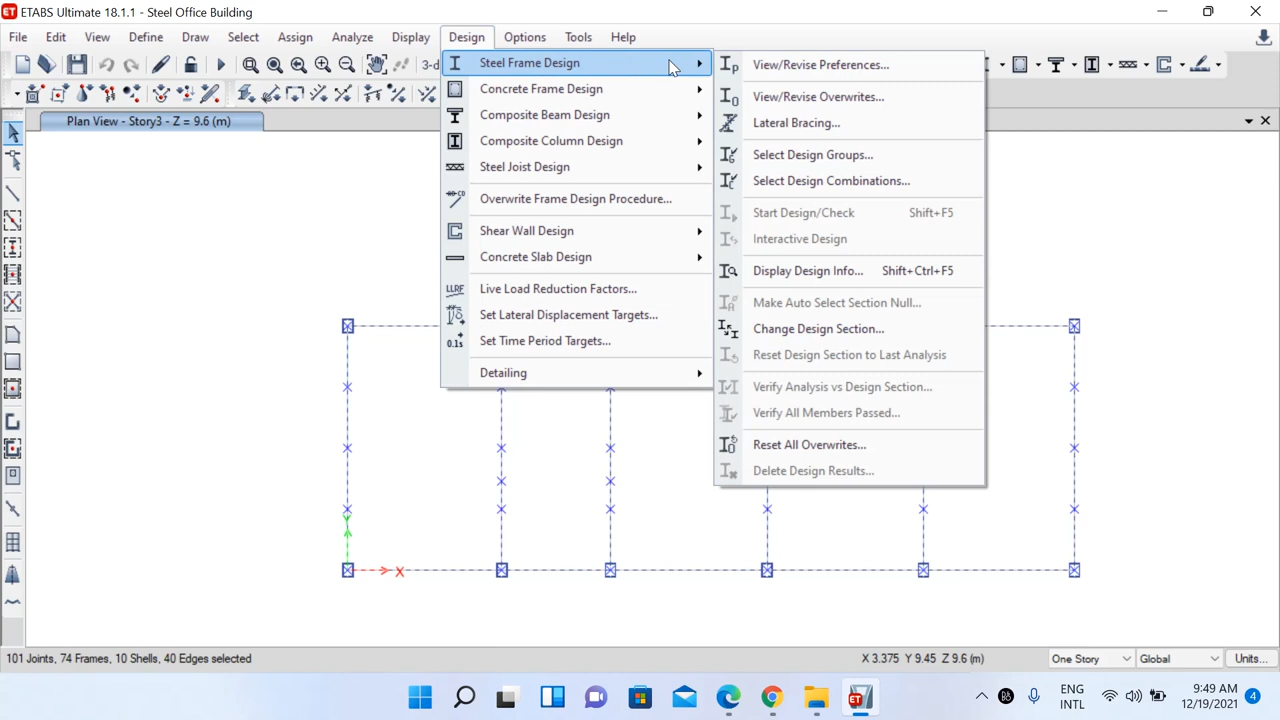 ETABS Ultimate 18.1.1 - Steel Office Building
File Edit View Define Draw Select Assign Analyze Display Design Options Tools Help
3-d
Plan View - Story3 - Z = 9.6 (m)
Steel Frame Design
Concrete Frame Design
Composite Beam Design
Composite Column Design
Steel Joist Design
Overwrite Frame Design Procedure...
Shear Wall Design
Concrete Slab Design
LLRF Live Load Reduction Factors...
Set Lateral Displacement Targets...
0.1s Set Time Period Targets...
Detailing
View/Revise Preferences...
View/Revise Overwrites...
Lateral Bracing...
Select Design Groups...
Select Design Combinations...
Start Design/Check Shift+F5
Interactive Design
Display Design Info... Shift+Ctrl+F5
Make Auto Select Section Null...
Change Design Section...
Reset Design Section to Last Analysis
Verify Analysis vs Design Section...
Verify All Members Passed...
Reset All Overwrites...
Delete Design Results...
Y
X
101 Joints, 74 Frames, 10 Shells, 40 Edges selected X 3.375 Y 9.45 Z 9.6 (m) One Story Global Units...
ENG
INTL
9:49 AM
12/19/2021
4